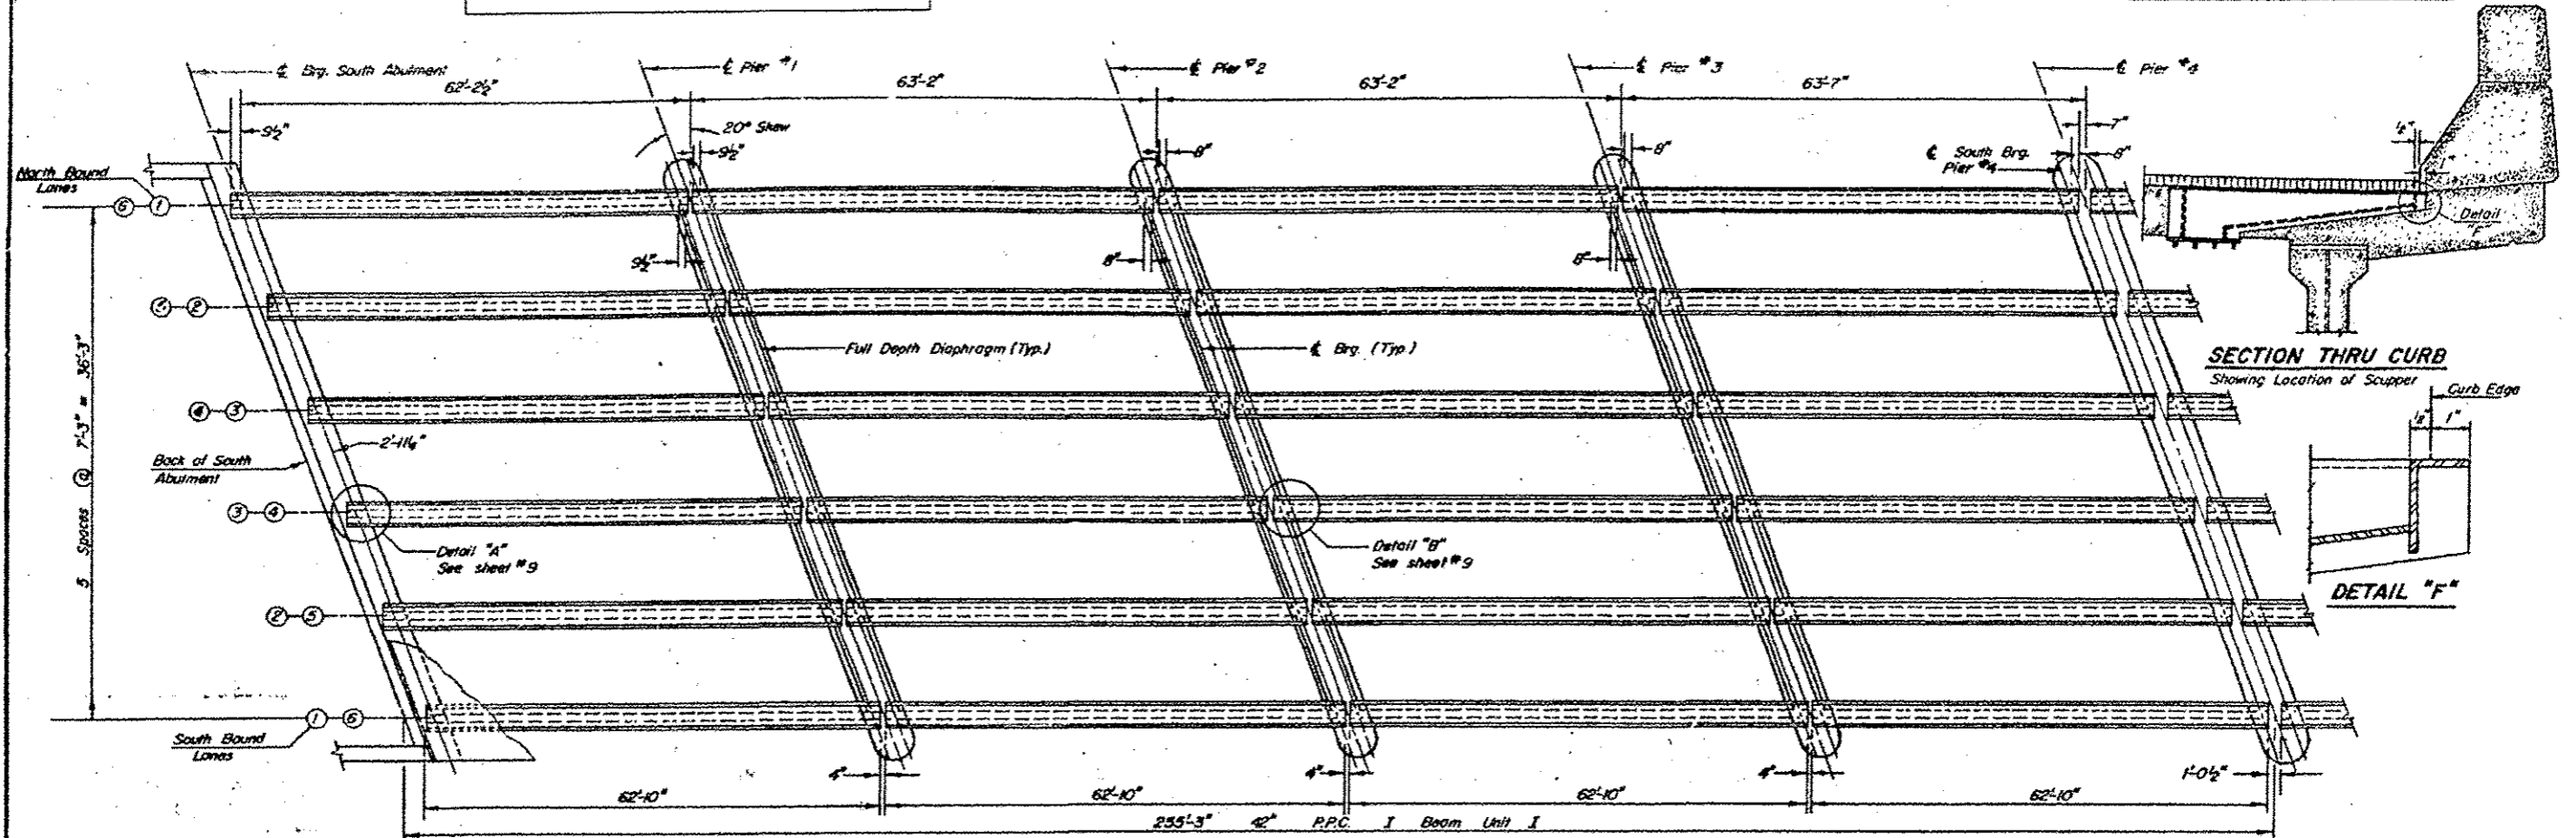 ℄ Brg. South Abutment
℄ Pier #1
℄ Pier #2
℄ Pier #3
℄ Pier #4
62'-2½"
63'-2"
63'-2"
63'-7"
9½"
20° Skew
9½"
8"
8"
7"
8"
℄ South Brg.
Pier #4
½"
North Bound
Lanes
6 1
9½"
8"
8"
Detail
"F"
5 2
Full Depth Diaphragm (Typ.)
℄ Brg. (Typ.)
SECTION THRU CURB
Showing Location of Scupper
Curb Edge
½" 1"
4 3
2'-11¼"
Back of South
Abutment
5 Spaces @ 7'-3" = 36'-3"
3 4
Detail "A"
See sheet #9
Detail "B"
See sheet #9
DETAIL "F"
2 5
1 6
South Bound
Lanes
4"
4"
4"
1'-0½"
62'-10"
62'-10"
62'-10"
62'-10"
255'-3" 42" P.P.C. I Beam Unit I